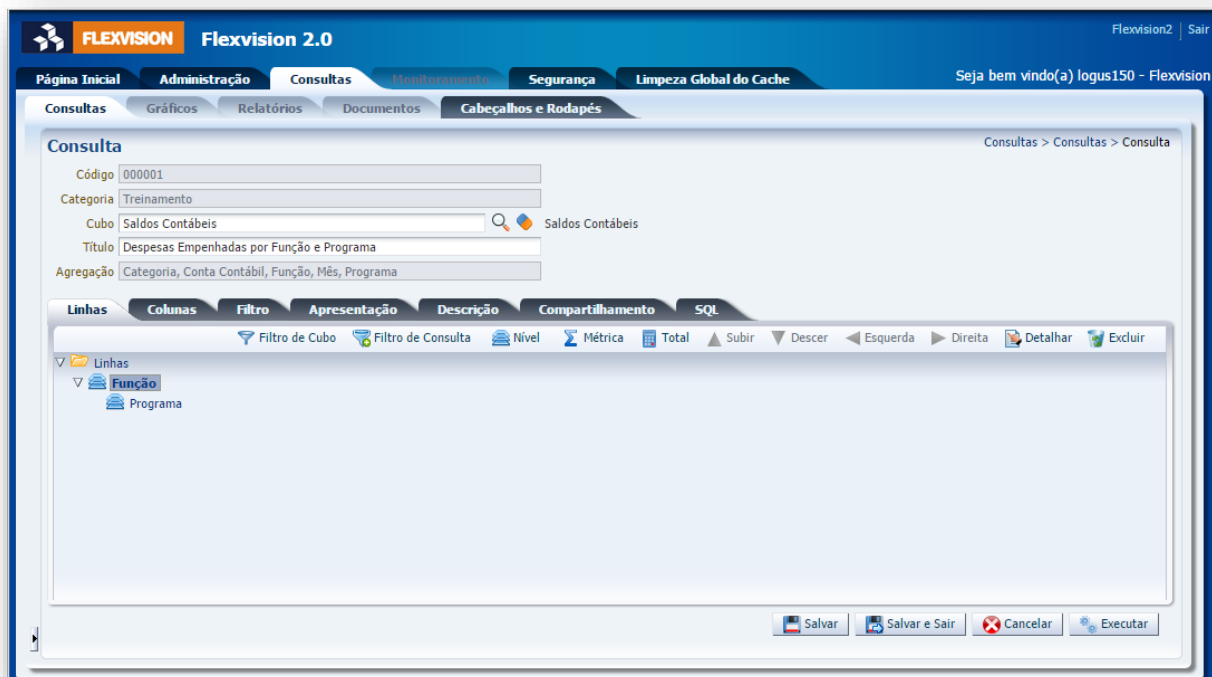 FLEXVISION Flexvision 2.0 Flexvision2 Sair
Página Inicial Administração Consultas Monitoramento Segurança Limpeza Global do Cache Seja bem vindo(a) logus150 - Flexvision
Consultas Gráficos Relatórios Documentos Cabeçalhos e Rodapés
Consulta Consultas > Consultas > Consulta
Código 000001
Categoria Treinamento
Cubo Saldos Contábeis Saldos Contábeis
Título Despesas Empenhadas por Função e Programa
Agregação Categoria, Conta Contábil, Função, Mês, Programa
Linhas Colunas Filtro Apresentação Descrição Compartilhamento SQL
Filtro de Cubo Filtro de Consulta Nível Métrica Total Subir Descer Esquerda Direita Detalhar Excluir
Linhas
Função
Programa
Salvar Salvar e Sair Cancelar Executar